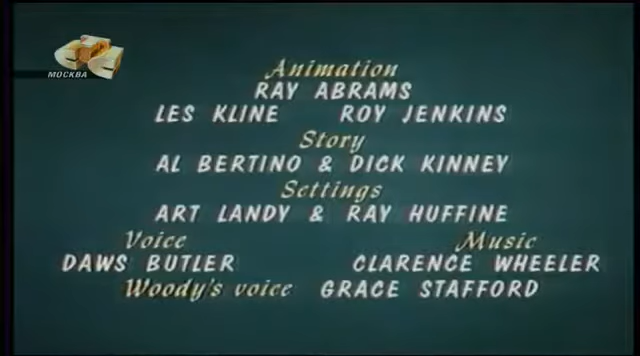 СТС
МОСКВА
Animation
RAY ABRAMS
LES KLINE ROY JENKINS
Story
AL BERTINO & DICK KINNEY
Settings
ART LANDY & RAY HUFFINE
Voice Music
DAWS BUTLER CLARENCE WHEELER
Woody's voice GRACE STAFFORD